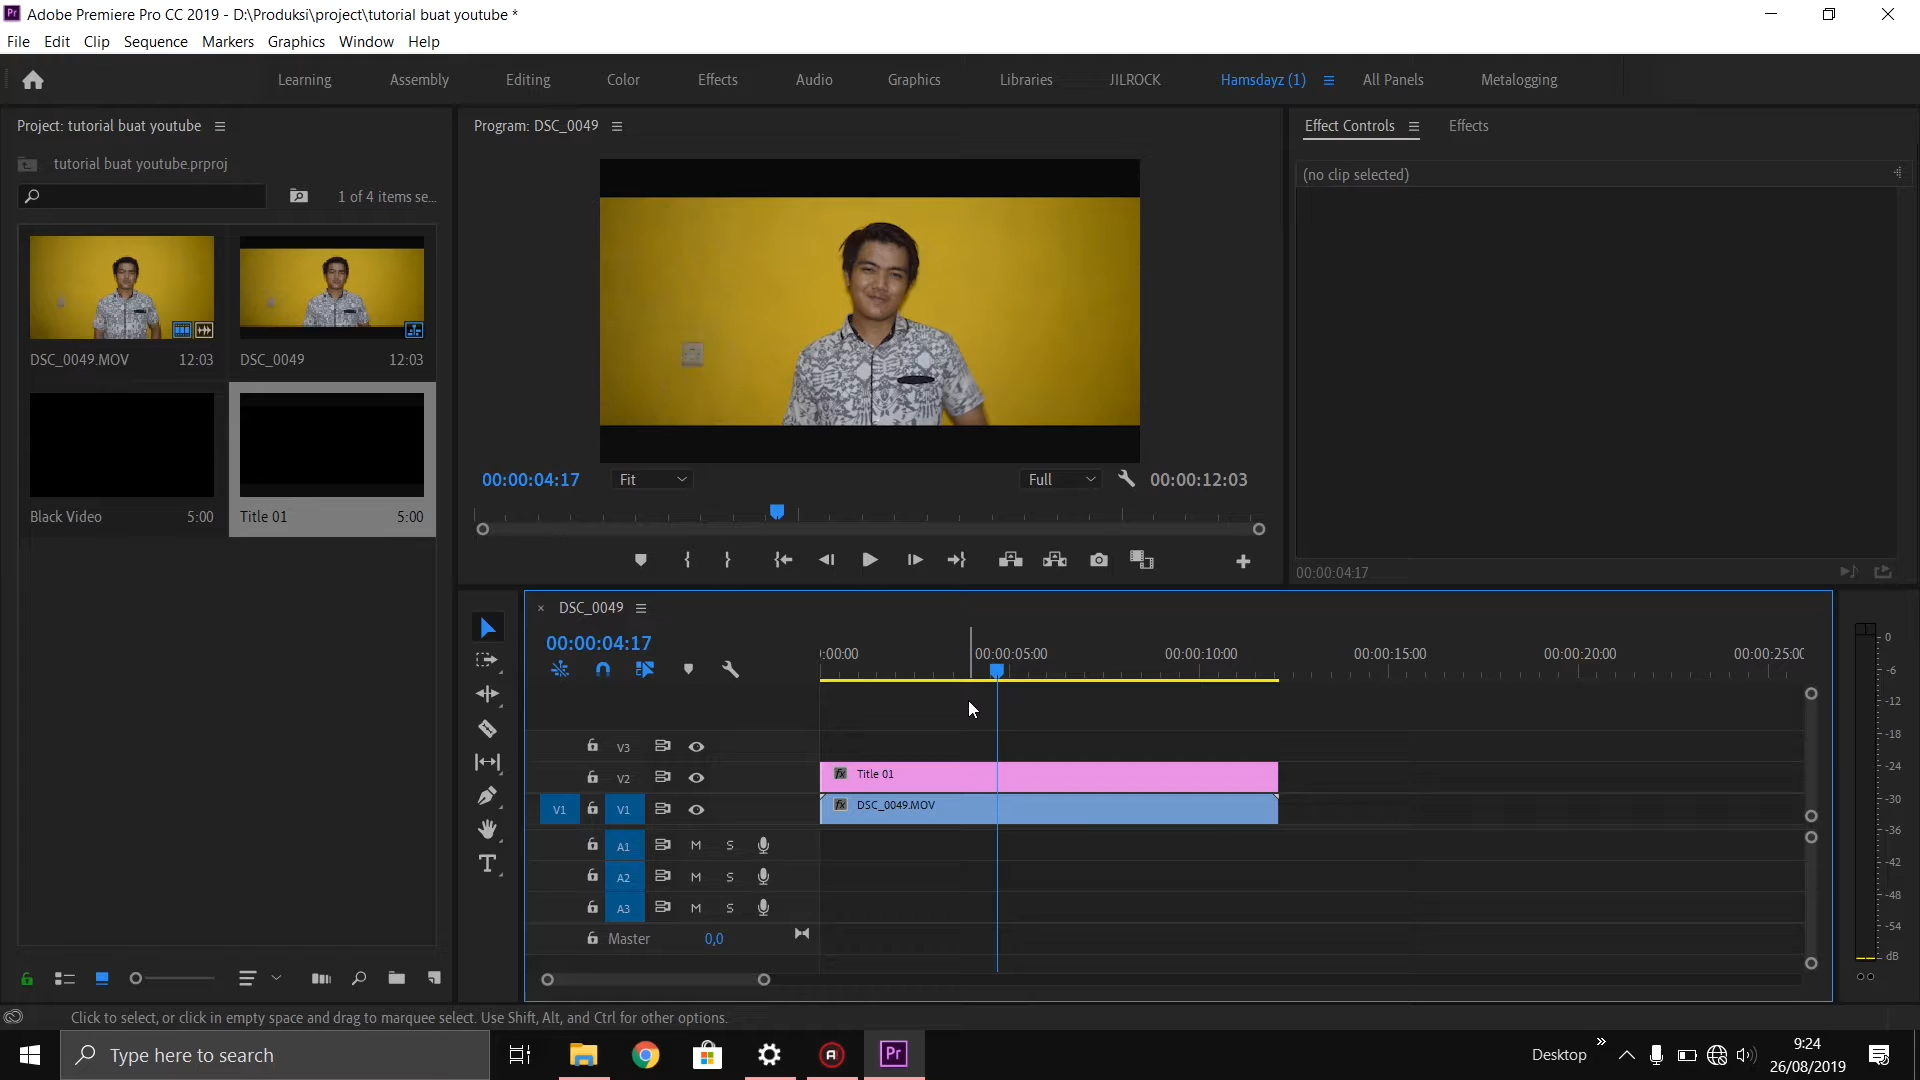 Adobe Premiere Pro CC 2019 - D:\Produksi\project\tutorial buat youtube *
File Edit Clip Sequence Markers Graphics Window Help
Learning Assembly Editing Color Effects Audio Graphics Libraries JILROCK Hamsdayz (1) All Panels Metalogging
Project: tutorial buat youtube
tutorial buat youtube.prproj
1 of 4 items se...
DSC_0049.MOV 12:03
DSC_0049 12:03
Black Video 5:00
Title 01 5:00
Program: DSC_0049
00:00:04:17 Fit Full 00:00:12:03
Effect Controls Effects
(no clip selected)
00:00:04:17
× DSC_0049
00:00:04:17
:00:00 00:00:05:00 00:00:10:00 00:00:15:00 00:00:20:00 00:00:25:00
V3
V2 fx Title 01
V1 V1 fx DSC_0049.MOV
A1 M S
A2 M S
A3 M S
Master 0,0
0
-6
-12
-18
-24
-30
-36
-42
-48
-54
dB
Click to select, or click in empty space and drag to marquee select. Use Shift, Alt, and Ctrl for other options.
Type here to search
Pr
Desktop
9:24
26/08/2019